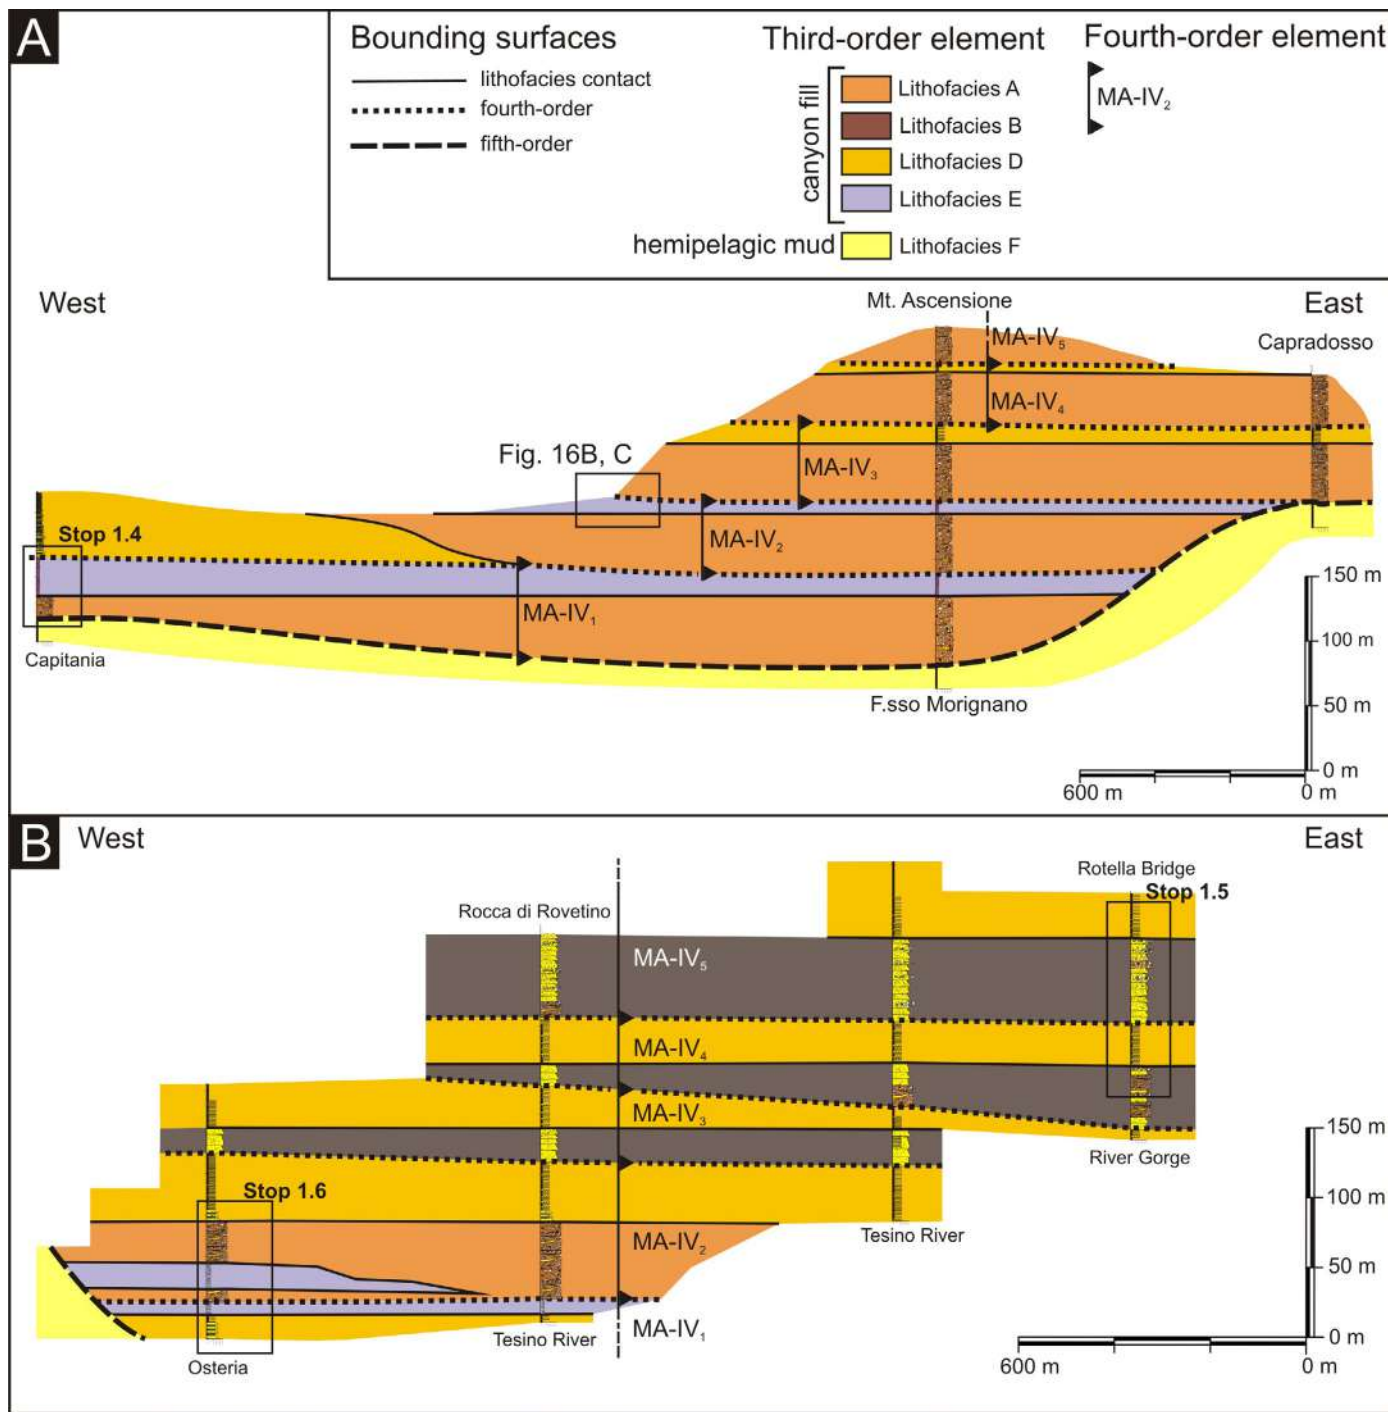 A
Bounding surfaces
lithofacies contact
fourth-order
fifth-order
Third-order element
canyon fill
Lithofacies A
Lithofacies B
Lithofacies D
Lithofacies E
hemipelagic mud
Lithofacies F
Fourth-order element
MA-IV2
West
East
Mt. Ascensione
Capradosso
MA-IV5
MA-IV4
Fig. 16B, C
MA-IV3
Stop 1.4
MA-IV2
MA-IV1
Capitania
F.sso Morignano
150 m
100 m
50 m
0 m
600 m
0 m
B
West
East
Rotella Bridge
Stop 1.5
Rocca di Rovetino
MA-IV5
MA-IV4
MA-IV3
River Gorge
Stop 1.6
MA-IV2
Tesino River
Tesino River
MA-IV1
Osteria
150 m
100 m
50 m
0 m
600 m
0 m